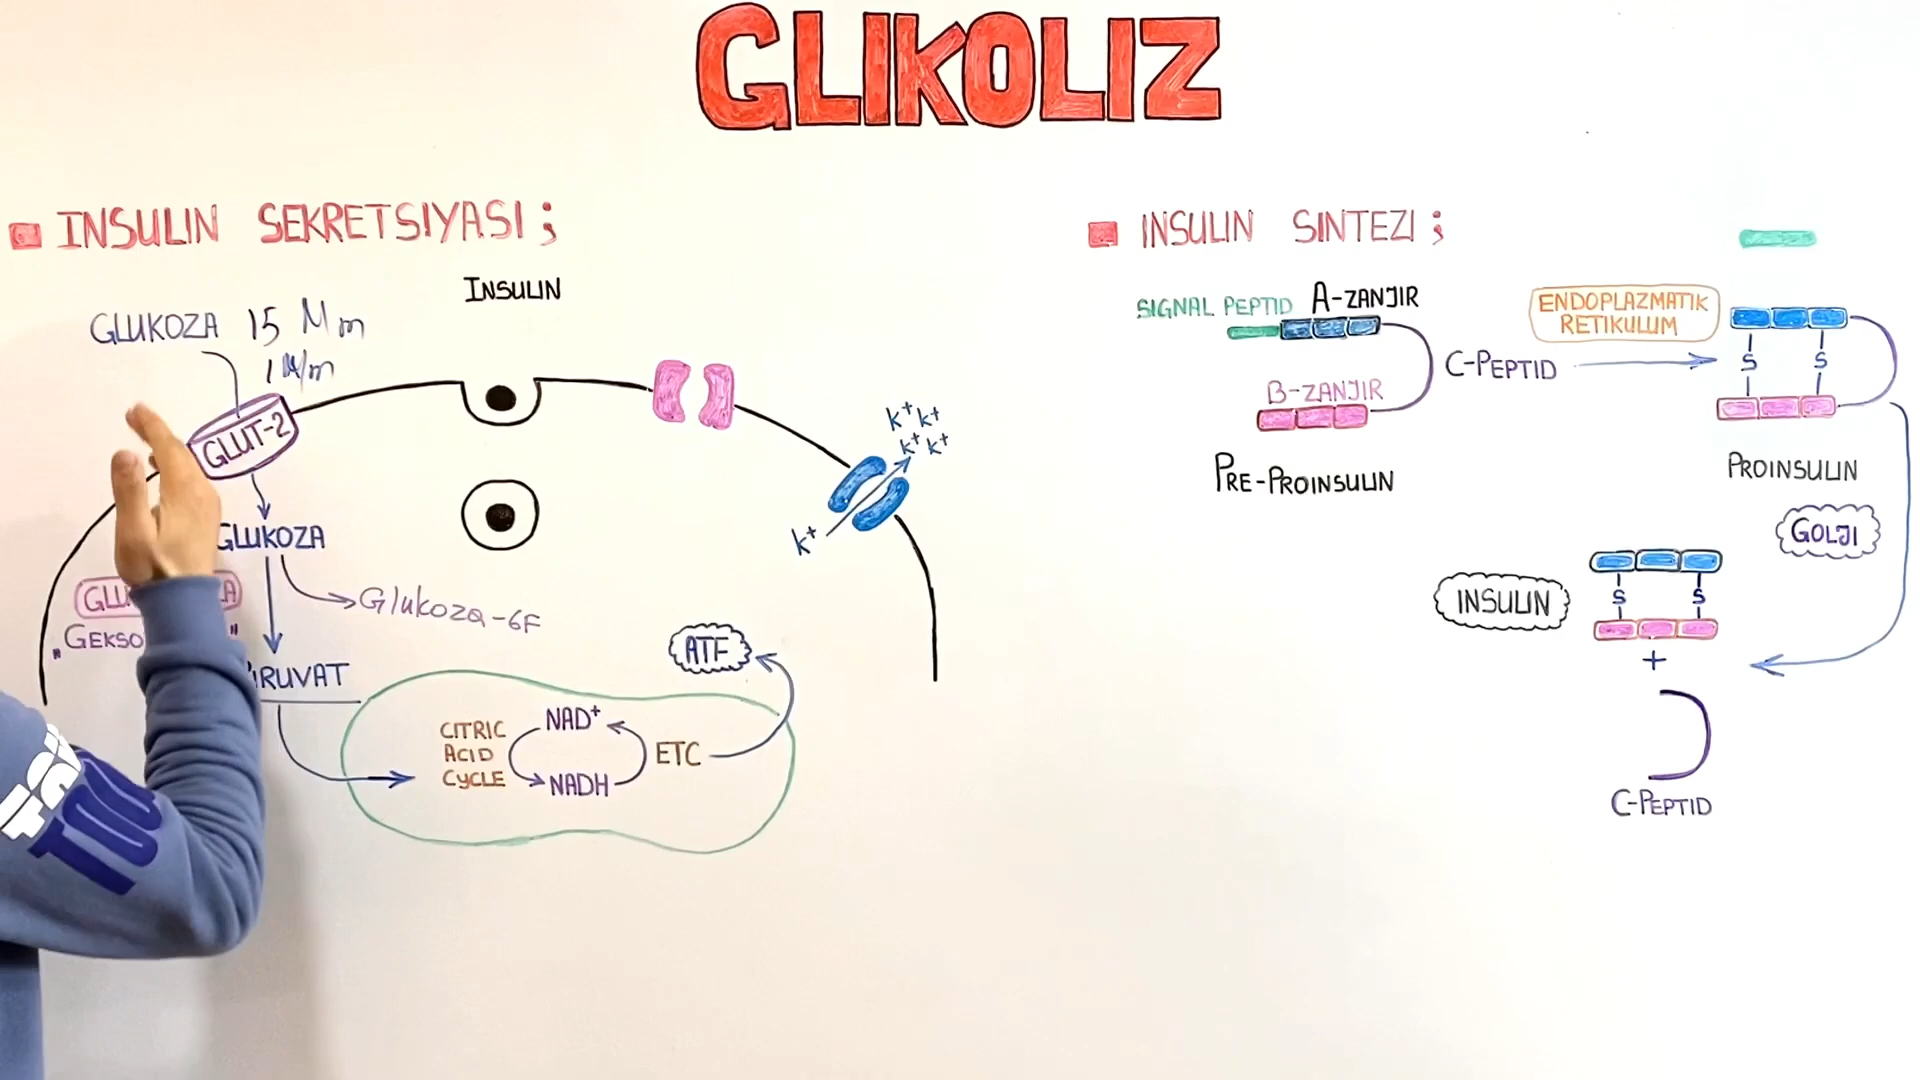 GLIKOLIZ
INSULIN SEKRETSIYASI;
INSULIN
GLUKOZA 15 Mm
GLUT-2
GLUKOZA
Glukoza-6F
PIRUVAT
CITRIC
ACID
CYCLE
NAD+
NADH
ETC
ATF
K+ K+
K+ K+
K+
INSULIN SINTEZI;
SIGNAL PEPTID A-ZANJIR
B-ZANJIR
C-PEPTID
PRE-PROINSULIN
ENDOPLAZMATIK
RETIKULUM
S S
PROINSULIN
GOLJI
INSULIN
S S
+
C-PEPTID